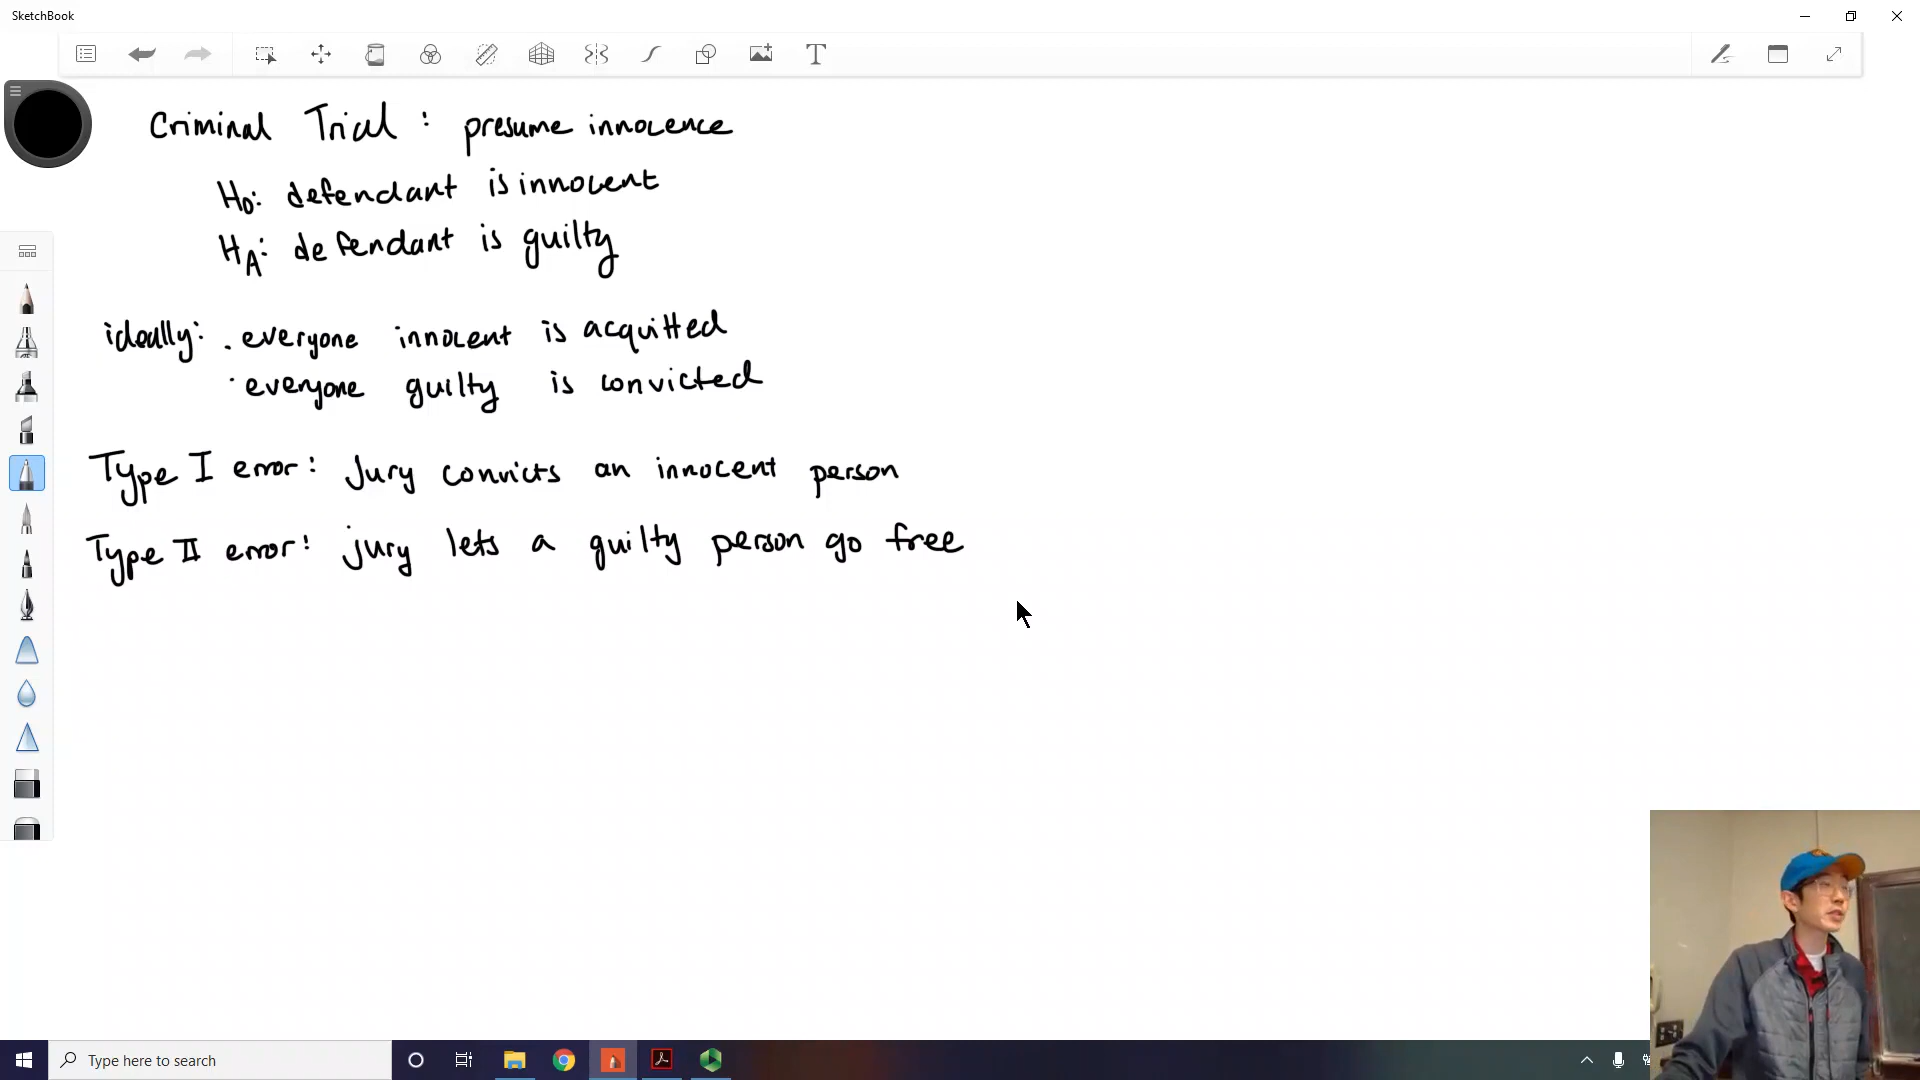 SketchBook
Criminal Trial : presume innocence
H0: defendant is innocent
HA: defendant is guilty
ideally: . everyone innocent is acquitted
· everyone guilty is convicted
Type I error: Jury convicts an innocent person
Type II error: jury lets a guilty person go free
Type here to search